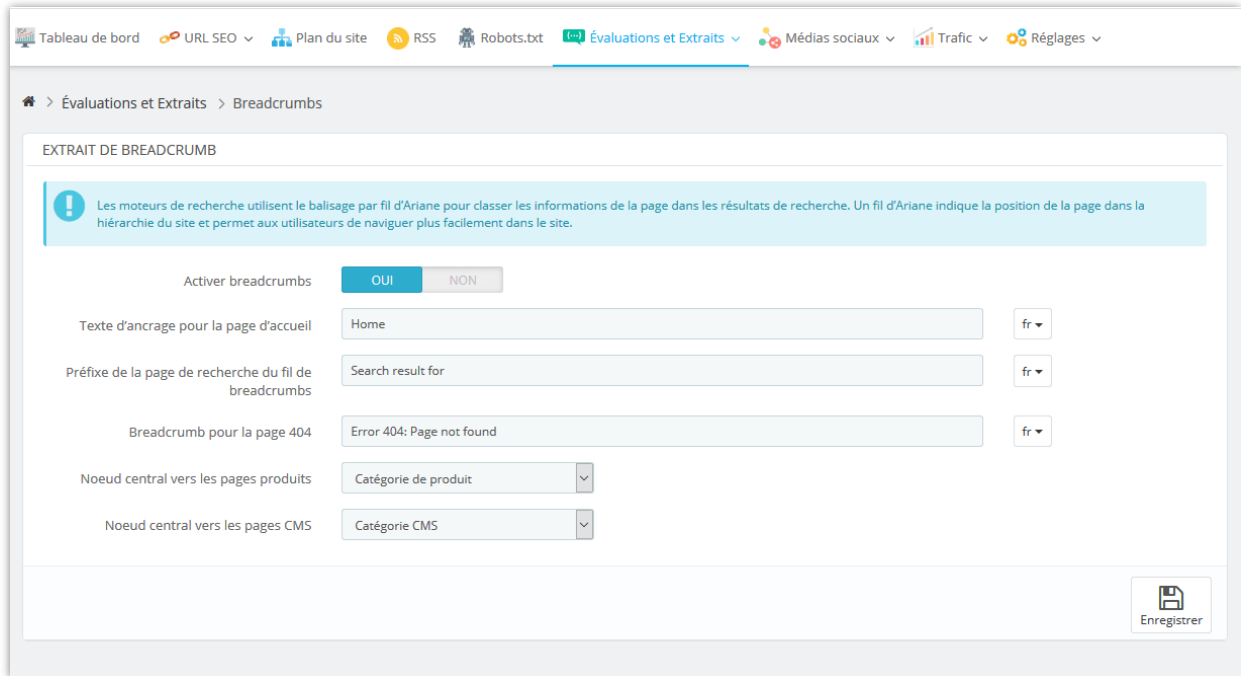 Tableau de bord URL SEO Plan du site RSS Robots.txt Évaluations et Extraits Médias sociaux Trafic Réglages
> Évaluations et Extraits > Breadcrumbs
EXTRAIT DE BREADCRUMB
Les moteurs de recherche utilisent le balisage par fil d’Ariane pour classer les informations de la page dans les résultats de recherche. Un fil d’Ariane indique la position de la page dans la
hiérarchie du site et permet aux utilisateurs de naviguer plus facilement dans le site.
Activer breadcrumbs OUI NON
Texte d’ancrage pour la page d’accueil Home fr
Préfixe de la page de recherche du fil de Search result for fr
breadcrumbs
Breadcrumb pour la page 404 Error 404: Page not found fr
Noeud central vers les pages produits Catégorie de produit
Noeud central vers les pages CMS Catégorie CMS
Enregistrer